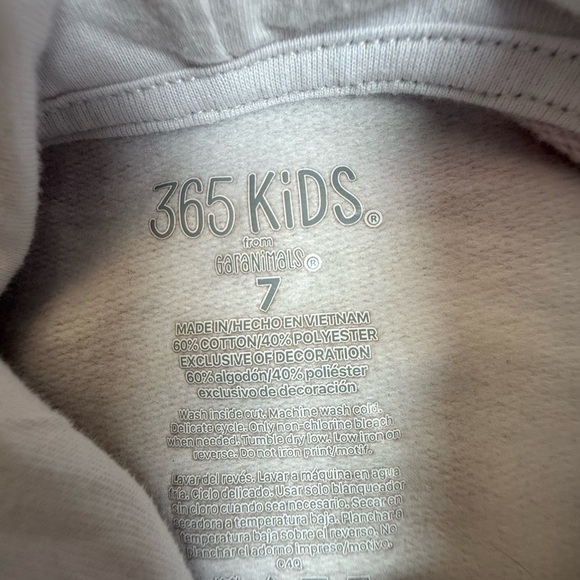 365 KiDS®
from
GaRaNiMaLS®
7
MADE IN/HECHO EN VIETNAM
60% COTTON/40% POLYESTER
EXCLUSIVE OF DECORATION
60% algodón/40% poliéster
exclusivo de decoración
Wash inside out. Machine wash cold.
Delicate cycle. Only non-chlorine bleach
when needed. Tumble dry low. Low iron on
reverse. Do not iron print/motif.
Lavar del revés. Lavar a máquina en agua
fría. Ciclo delicado. Usar solo blanqueador
sin cloro cuando sea necesario. Secar en
secadora a temperatura baja. Planchar a
temperatura baja sobre el reverso. No
planchar el adorno impreso/motivo.
040